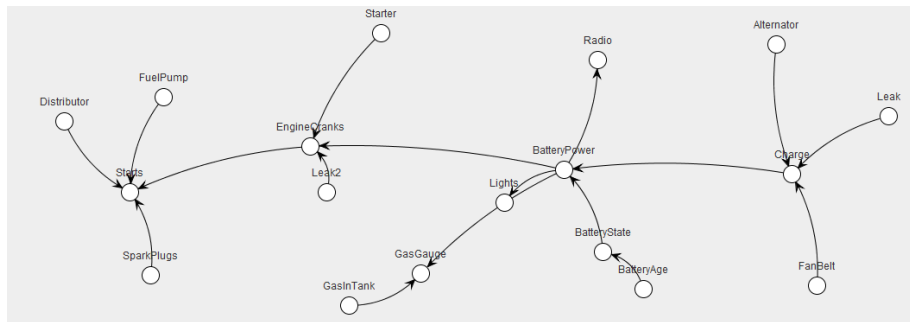 Starter
Alternator
Radio
FuelPump
Distributor
Leak
EngineCranks
BatteryPower
Charge
Starts
Leak2
Lights
BatteryState
SparkPlugs
GasGauge
BatteryAge
FanBelt
GasInTank